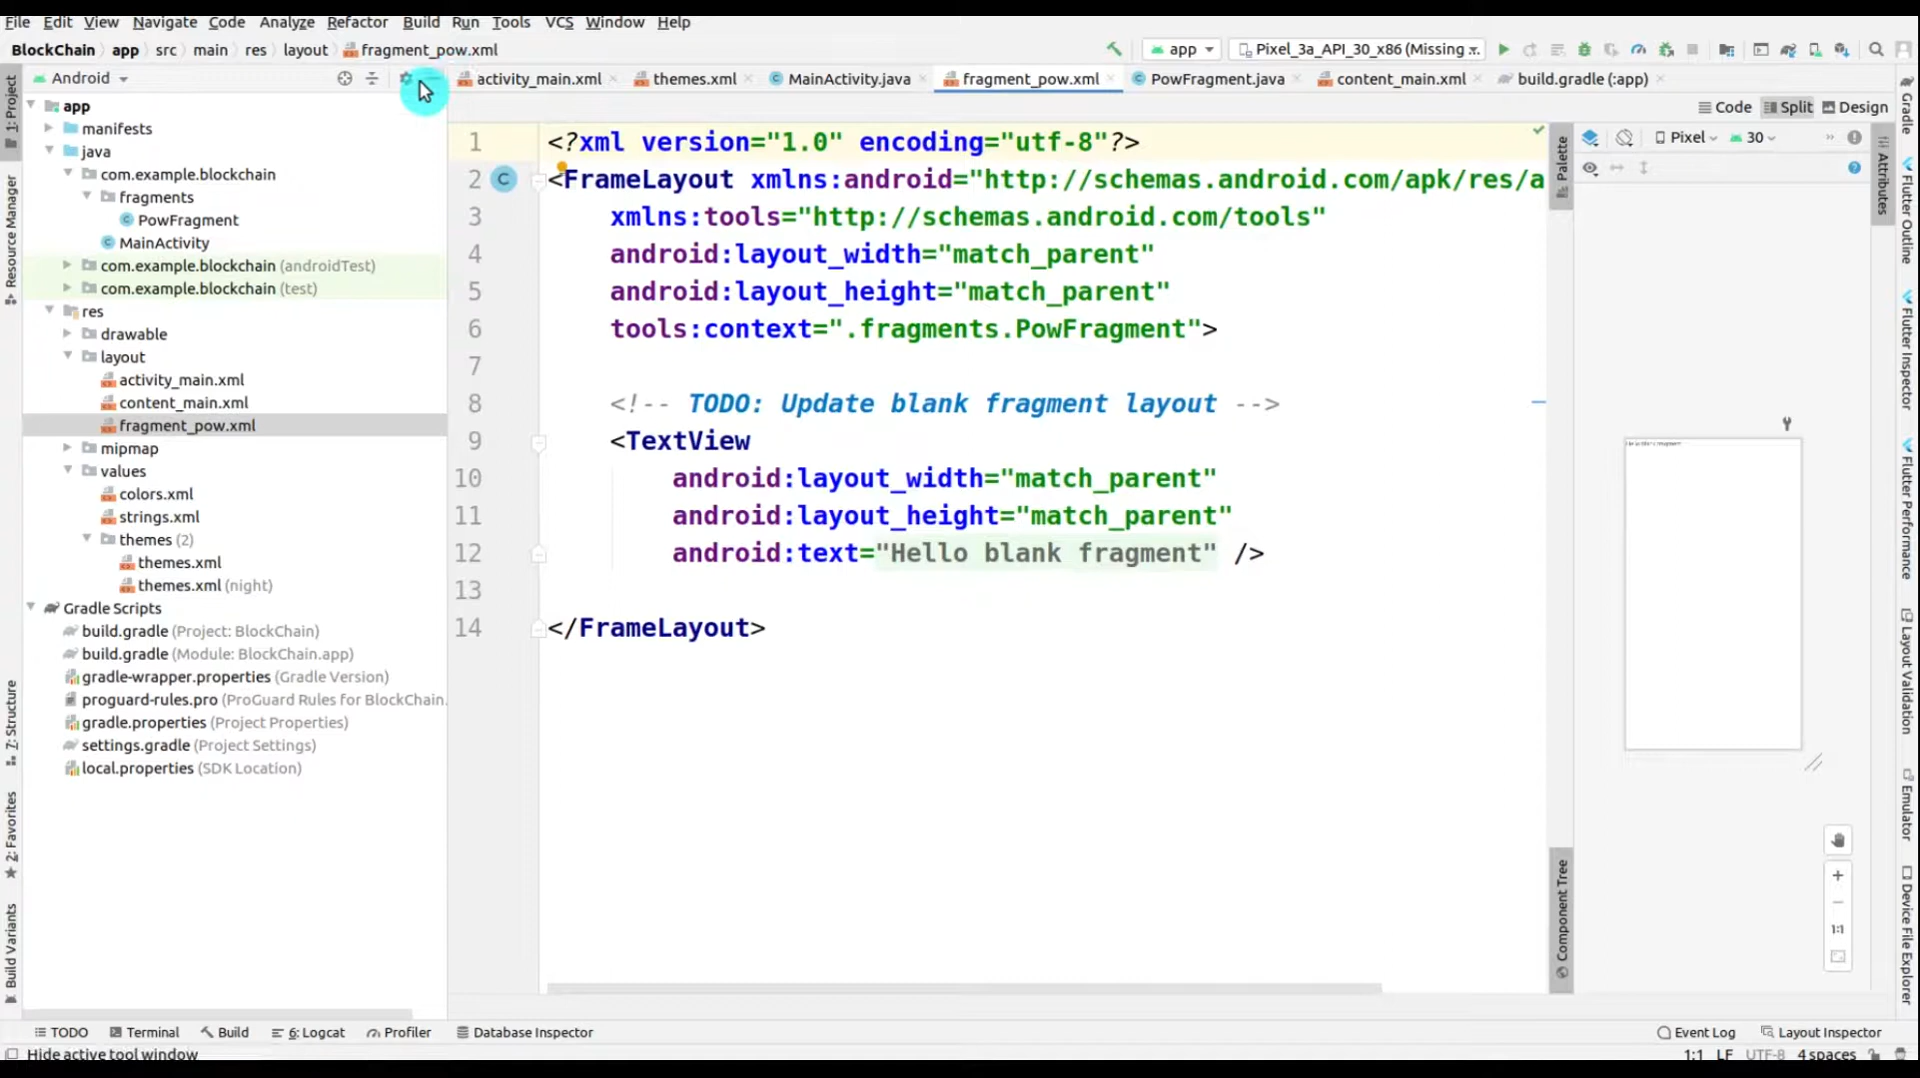 File Edit View Navigate Code Analyze Refactor Build Run Tools VCS Window Help
BlockChain app src main res layout fragment_pow.xml app Pixel_3a_API_30_x86 (Missing
Android activity_main.xml themes.xml MainActivity.java fragment_pow.xml PowFragment.java content_main.xml build.gradle (:app)
Code Split Design
Pixel 30
1: Project
Resource Manager
7: Structure
2: Favorites
Build Variants
app
manifests
java
com.example.blockchain
fragments
PowFragment
MainActivity
com.example.blockchain (androidTest)
com.example.blockchain (test)
res
drawable
layout
activity_main.xml
content_main.xml
fragment_pow.xml
mipmap
values
colors.xml
strings.xml
themes (2)
themes.xml
themes.xml (night)
Gradle Scripts
build.gradle (Project: BlockChain)
build.gradle (Module: BlockChain.app)
gradle-wrapper.properties (Gradle Version)
proguard-rules.pro (ProGuard Rules for BlockChain.
gradle.properties (Project Properties)
settings.gradle (Project Settings)
local.properties (SDK Location)
1 <?xml version="1.0" encoding="utf-8"?>
2 C <FrameLayout xmlns:android="http://schemas.android.com/apk/res/a
3 xmlns:tools="http://schemas.android.com/tools"
4 android:layout_width="match_parent"
5 android:layout_height="match_parent"
6 tools:context=".fragments.PowFragment">
7
8 <!-- TODO: Update blank fragment layout -->
9 <TextView
10 android:layout_width="match_parent"
11 android:layout_height="match_parent"
12 android:text="Hello blank fragment" />
13
14 </FrameLayout>
Palette
Component Tree
Attributes
1:1
Gradle
Flutter Outline
Flutter Inspector
Flutter Performance
Layout Validation
Emulator
Device File Explorer
TODO Terminal Build 6: Logcat Profiler Database Inspector Event Log Layout Inspector
Hide active tool window 1:1 LF UTF-8 4 spaces